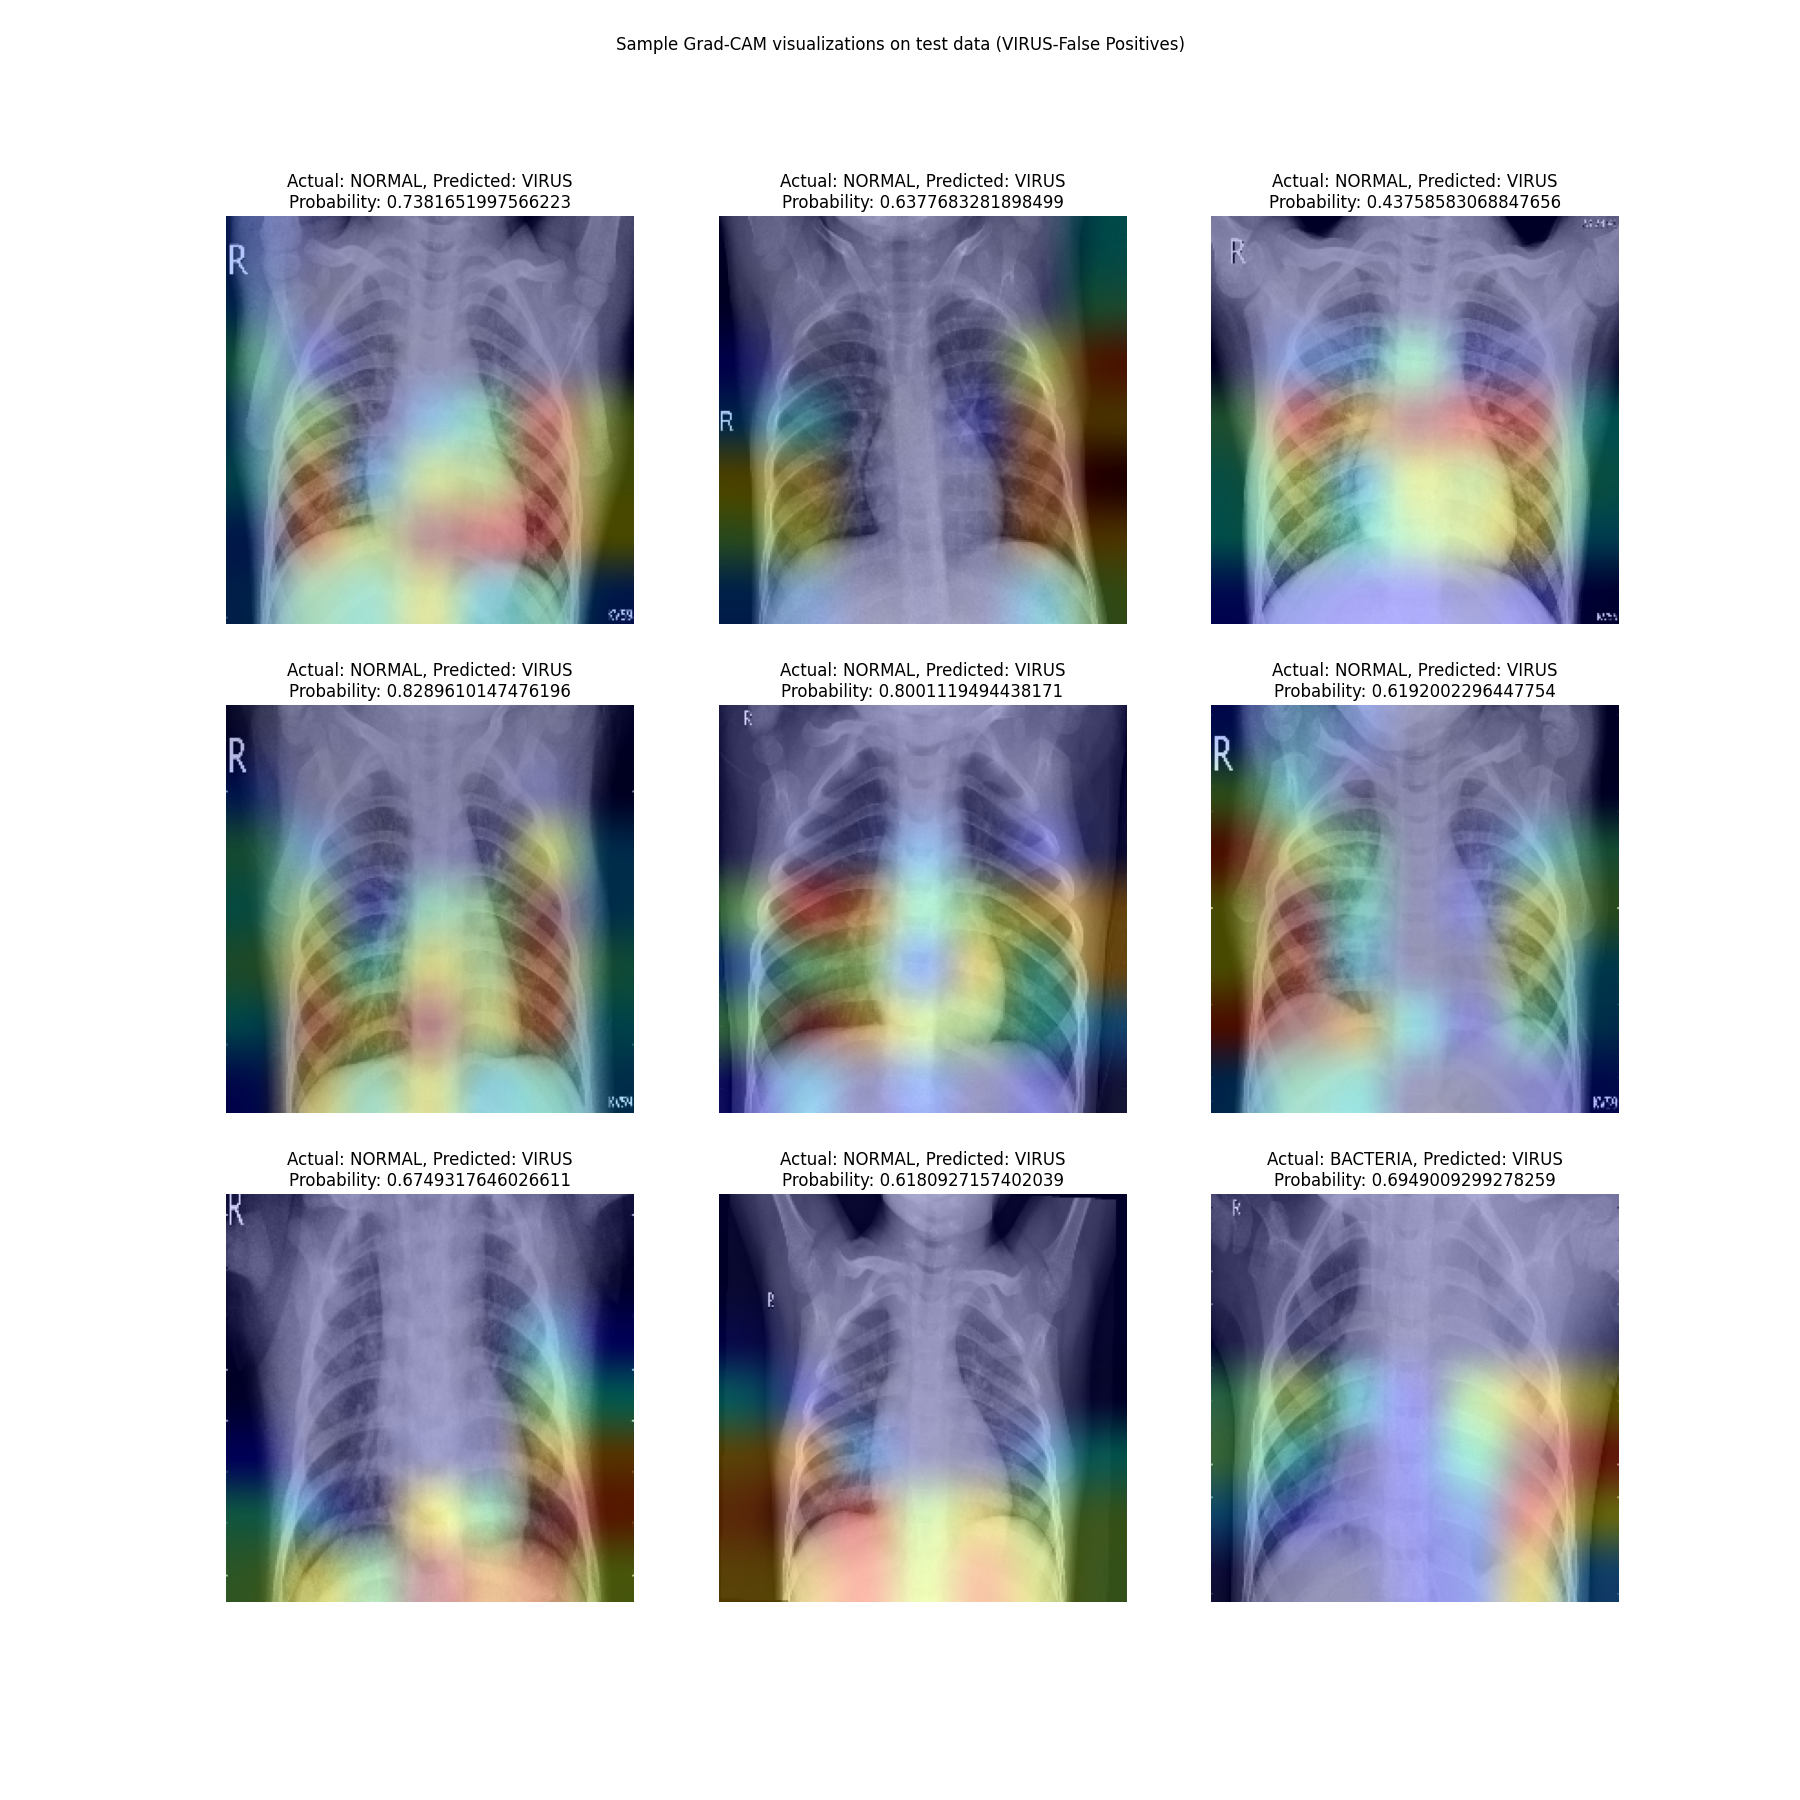 Sample Grad-CAM visualizations on test data (VIRUS-False Positives)
Actual: NORMAL, Predicted: VIRUS
Probability: 0.7381651997566223
Actual: NORMAL, Predicted: VIRUS
Probability: 0.6377683281898499
Actual: NORMAL, Predicted: VIRUS
Probability: 0.43758583068847656
R
R
R
Actual: NORMAL, Predicted: VIRUS
Probability: 0.8289610147476196
Actual: NORMAL, Predicted: VIRUS
Probability: 0.8001119494438171
Actual: NORMAL, Predicted: VIRUS
Probability: 0.6192002296447754
R
R
R
Actual: NORMAL, Predicted: VIRUS
Probability: 0.6749317646026611
Actual: NORMAL, Predicted: VIRUS
Probability: 0.6180927157402039
Actual: BACTERIA, Predicted: VIRUS
Probability: 0.6949009299278259
R
R
R